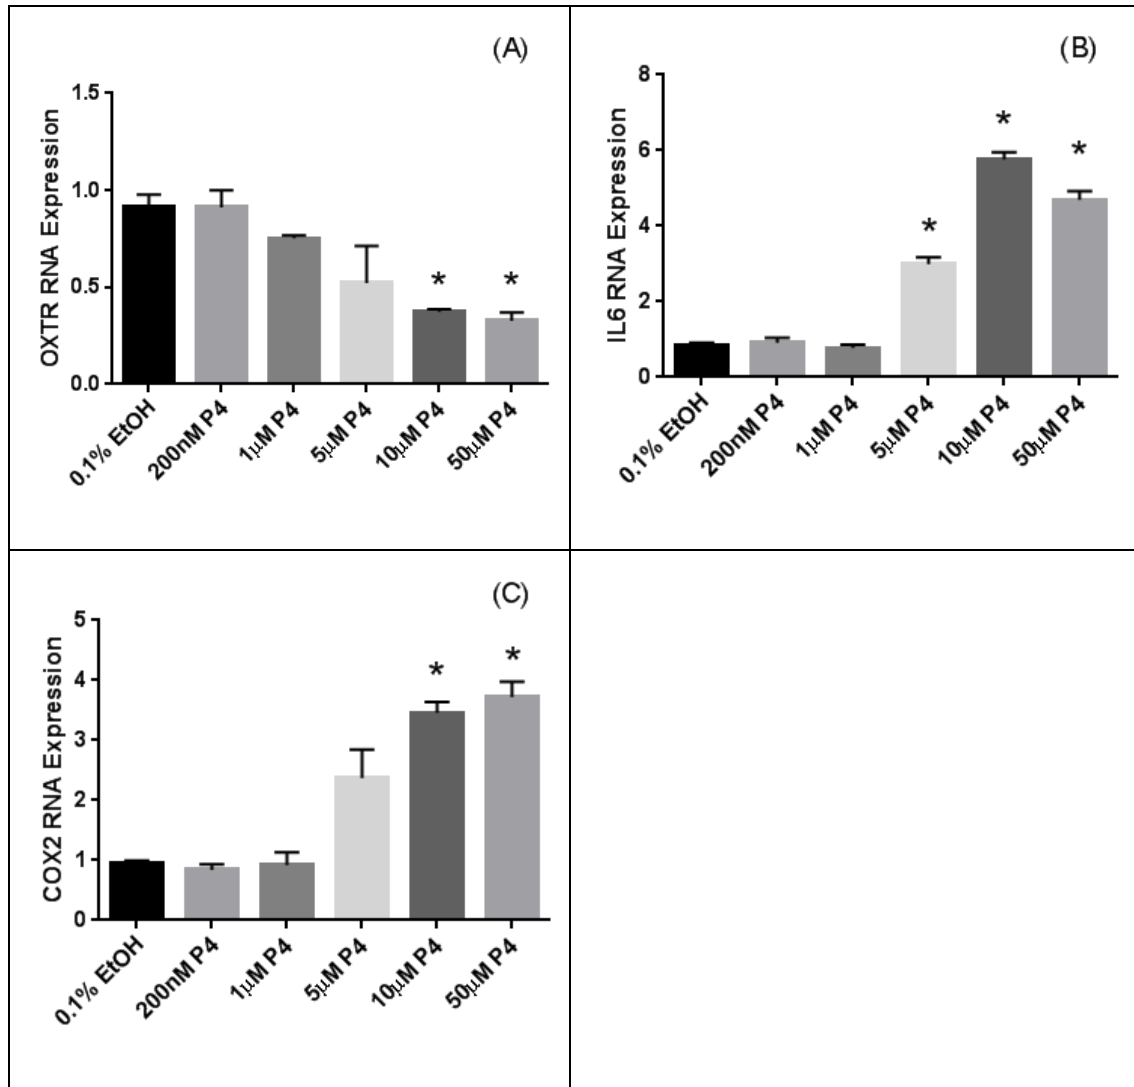 (A)
OXTR RNA Expression
1.5
1.0
0.5
0.0
*
*
0.1% EtOH
200nM P4
1µM P4
5µM P4
10µM P4
50µM P4
(B)
IL6 RNA Expression
8
6
4
2
0
*
*
*
0.1% EtOH
200nM P4
1µM P4
5µM P4
10µM P4
50µM P4
(C)
COX2 RNA Expression
5
4
3
2
1
0
*
*
0.1% EtOH
200nM P4
1µM P4
5µM P4
10µM P4
50µM P4